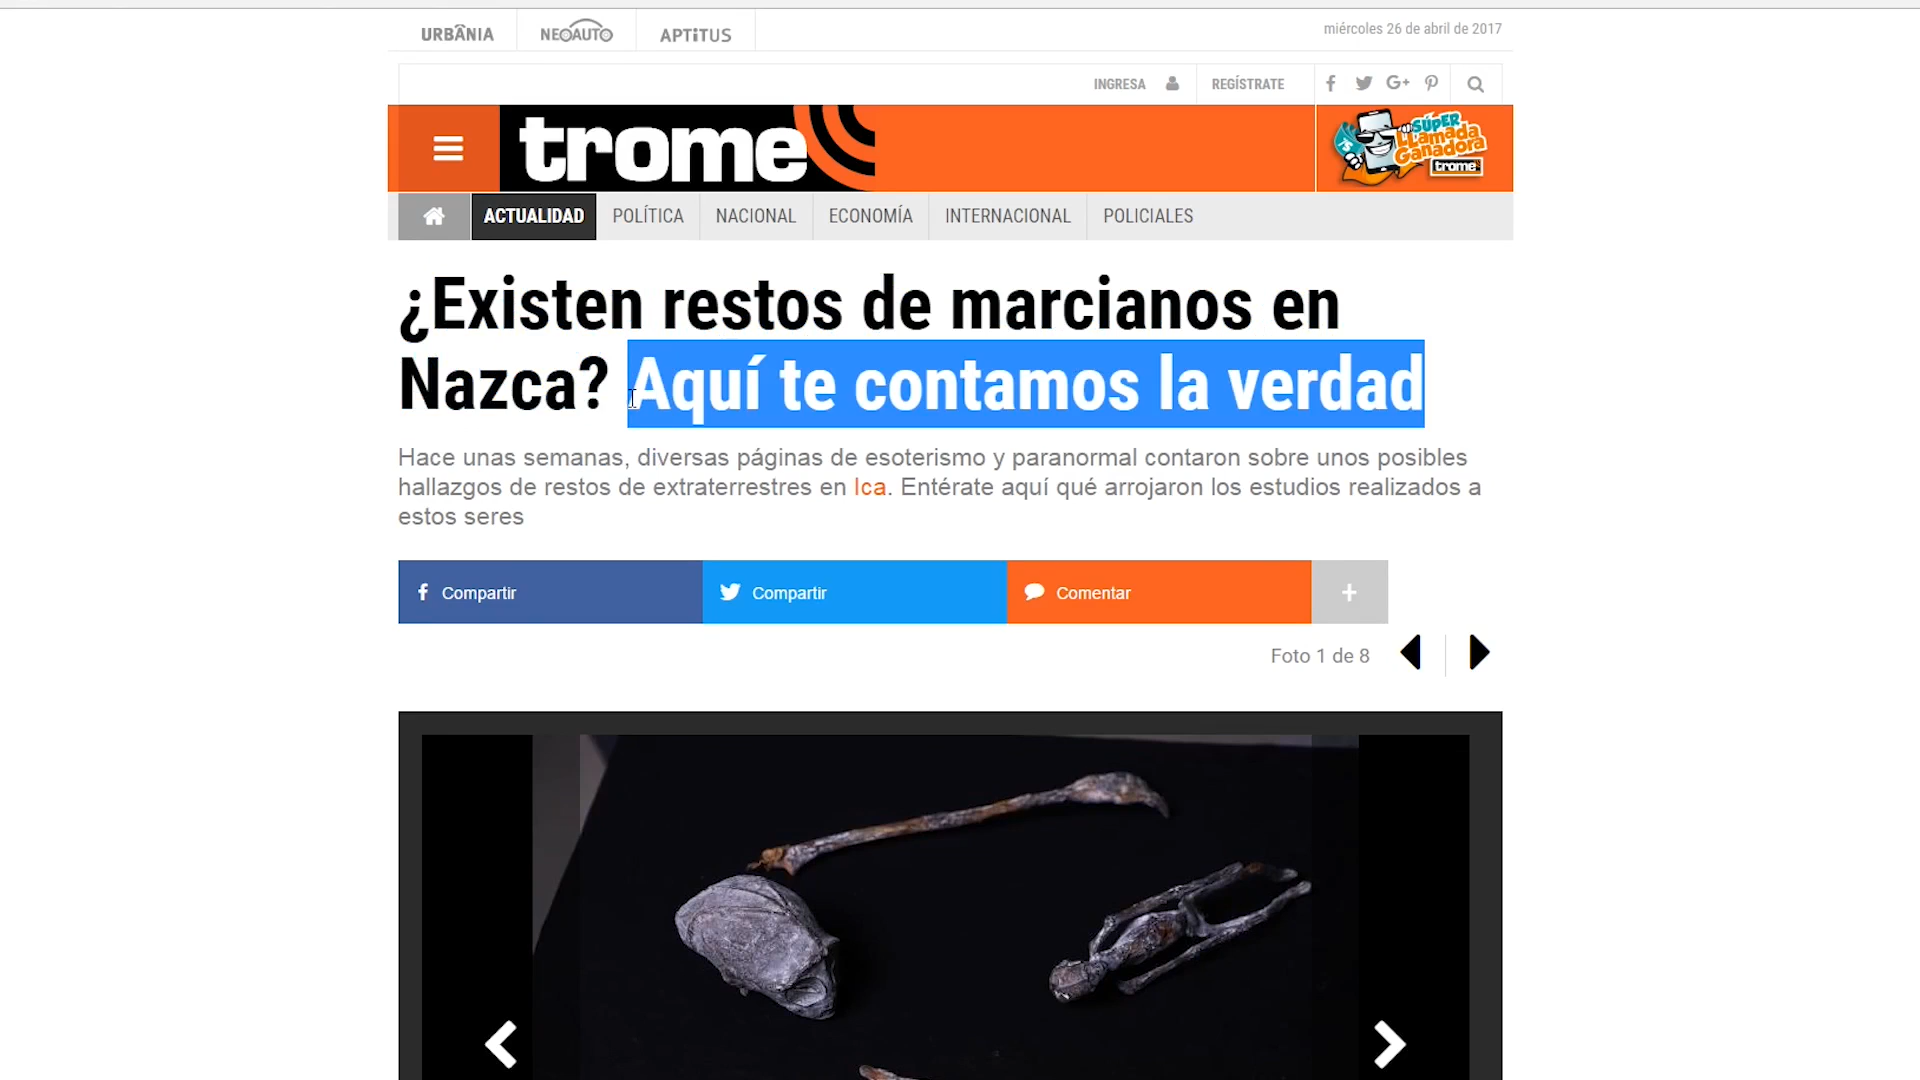 URBANIA
NEOAUTO
APTiTUS
miércoles 26 de abril de 2017
INGRESA
REGÍSTRATE
G+
trome
SÚPER
LLamada
Ganadora
trome
ACTUALIDAD
POLÍTICA
NACIONAL
ECONOMÍA
INTERNACIONAL
POLICIALES
¿Existen restos de marcianos en
Nazca? Aquí te contamos la verdad
Hace unas semanas, diversas páginas de esoterismo y paranormal contaron sobre unos posibles
hallazgos de restos de extraterrestres en Ica. Entérate aquí qué arrojaron los estudios realizados a
estos seres
Compartir
Compartir
Comentar
+
Foto 1 de 8